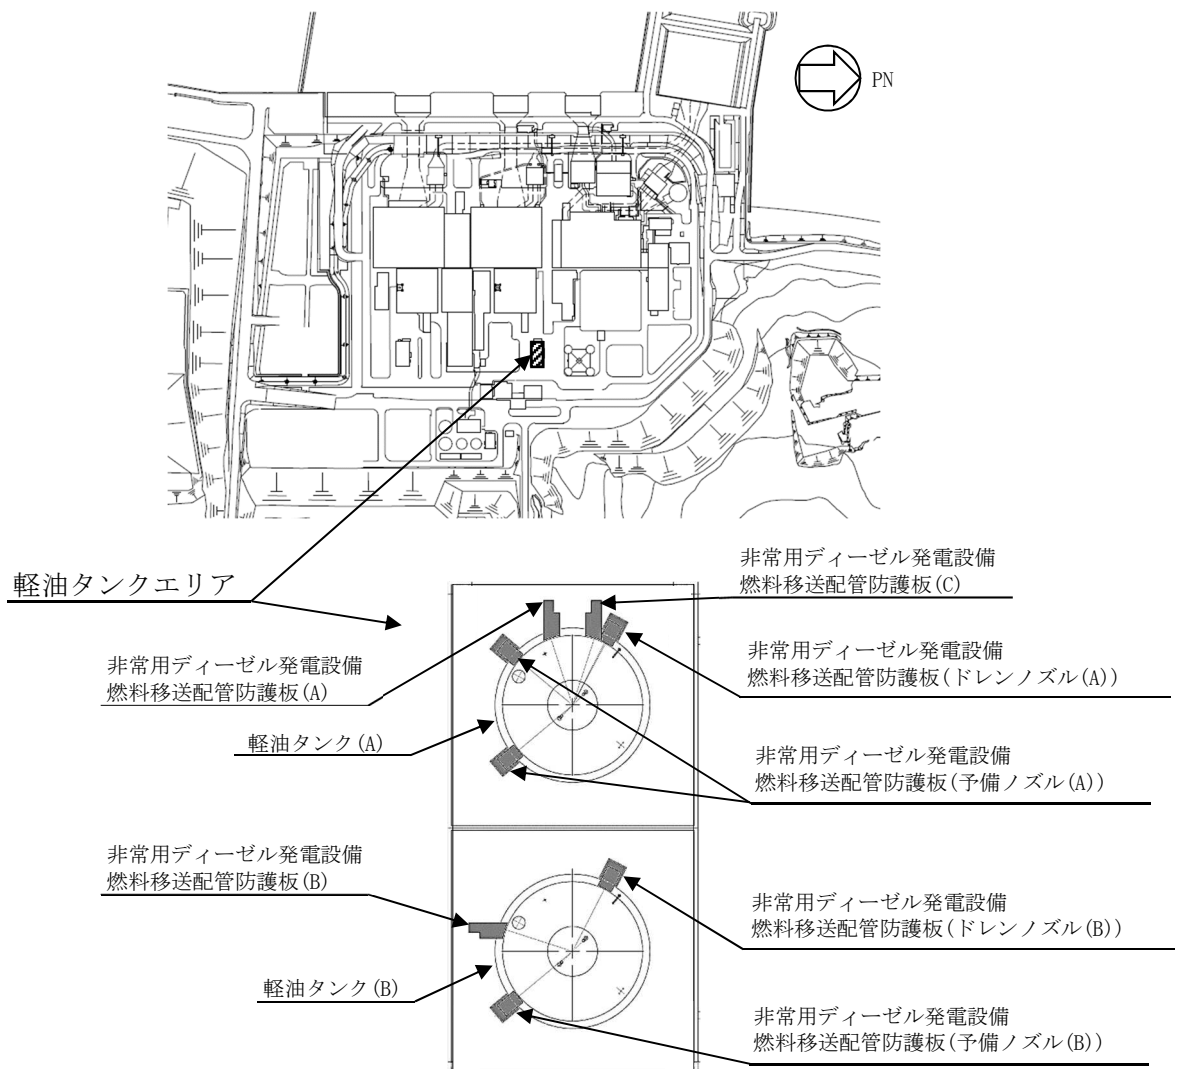 PN
軽油タンクエリア
非常用ディーゼル発電設備
燃料移送配管防護板(C)
非常用ディーゼル発電設備
燃料移送配管防護板(A)
非常用ディーゼル発電設備
燃料移送配管防護板(ドレンノズル(A))
軽油タンク(A)
非常用ディーゼル発電設備
燃料移送配管防護板(予備ノズル(A))
非常用ディーゼル発電設備
燃料移送配管防護板(B)
非常用ディーゼル発電設備
燃料移送配管防護板(ドレンノズル(B))
軽油タンク(B)
非常用ディーゼル発電設備
燃料移送配管防護板(予備ノズル(B))